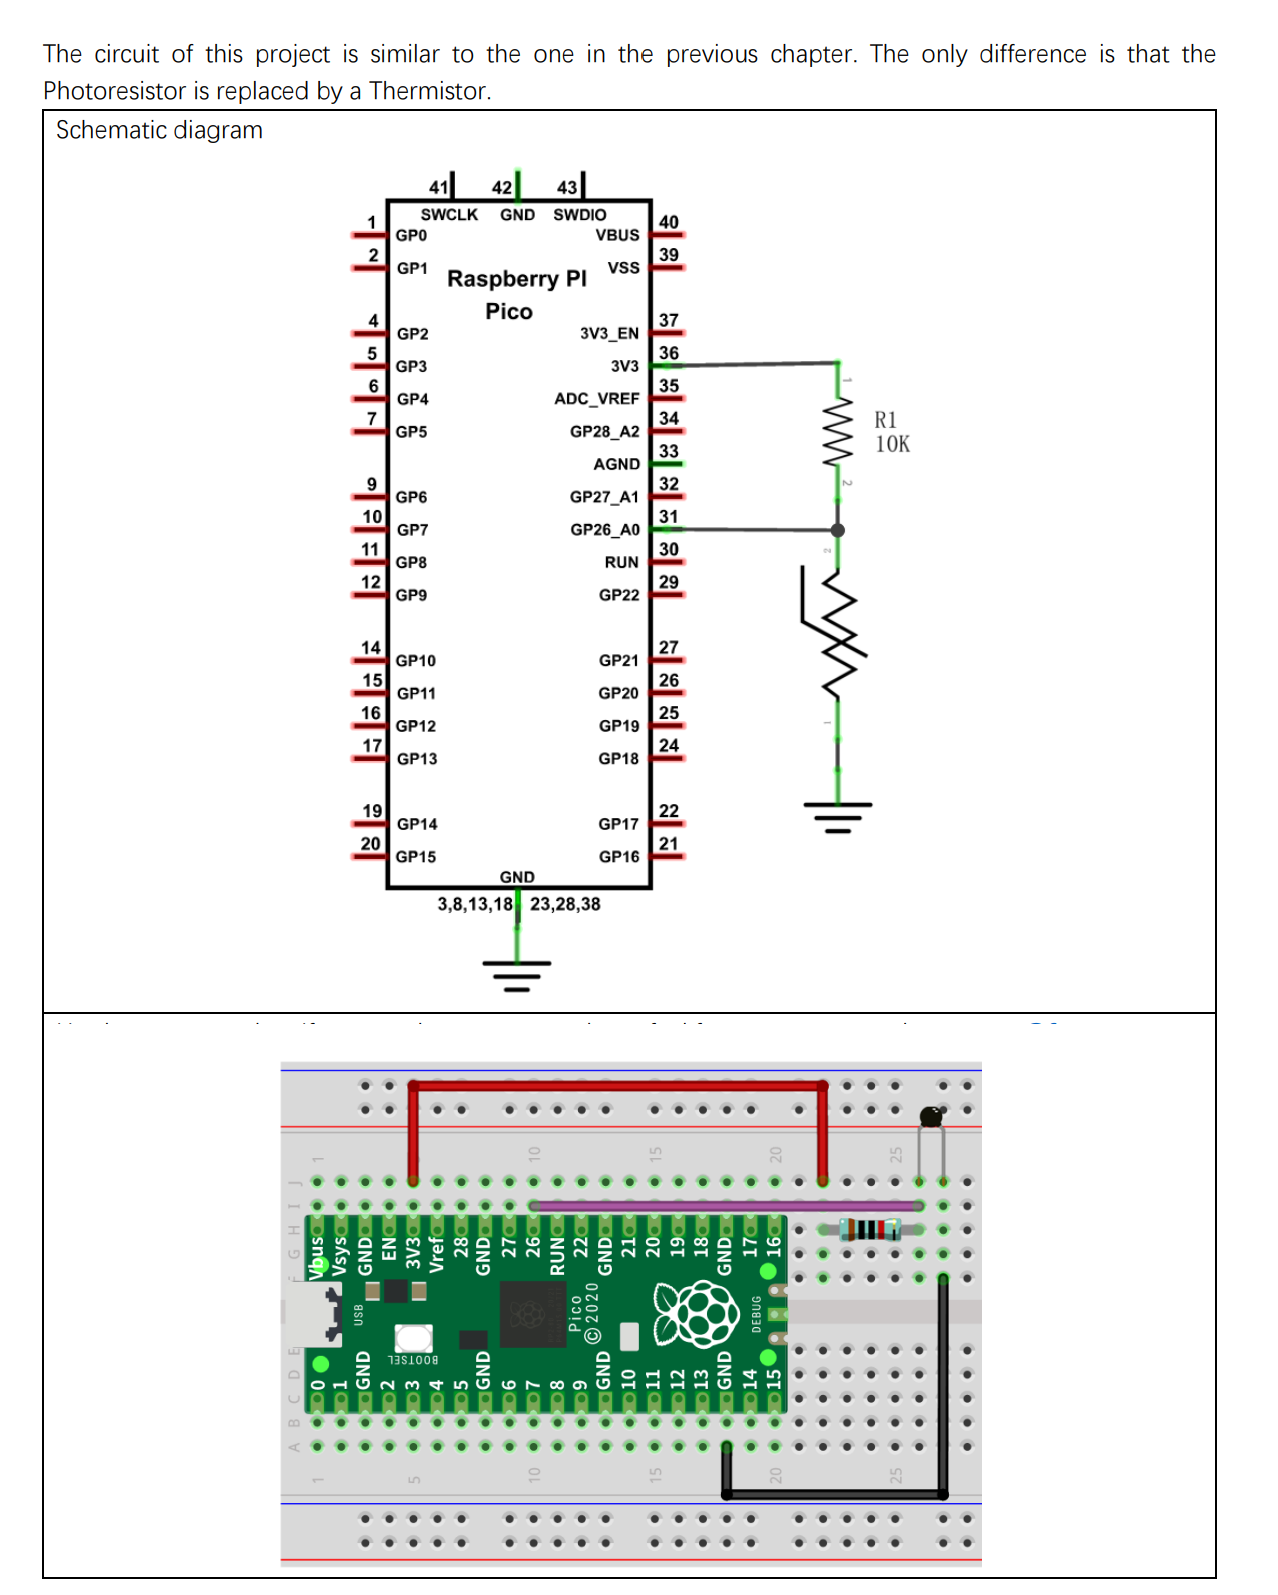 The circuit of this project is similar to the one in the previous chapter. The only difference is that the
Photoresistor is replaced by a Thermistor.
Schematic diagram
41 42 43
SWCLK GND SWDIO
1 GP0 VBUS 40
2 GP1 VSS 39
Raspberry PI
Pico
4 GP2 3V3_EN 37
5 GP3 3V3 36
6 GP4 ADC_VREF 35
7 GP5 GP28_A2 34
AGND 33
9 GP6 GP27_A1 32
10 GP7 GP26_A0 31
11 GP8 RUN 30
12 GP9 GP22 29
14 GP10 GP21 27
15 GP11 GP20 26
16 GP12 GP19 25
17 GP13 GP18 24
19 GP14 GP17 22
20 GP15 GP16 21
GND
3,8,13,18 23,28,38
1
R1
10K
2
2
1
1 10 15 20 25
J
I
H
G
F
Vbus Vsys GND EN 3V3 Vref 28 GND 27 26 RUN 22 GND 21 20 19 18 GND 17 16
USB
BOOTSEL
Pico
©2020
DEBUG
0 1 GND 2 3 4 5 GND 6 7 8 9 GND 10 11 12 13 GND 14 15
E
D
C
B
A
1 5 10 15 20 25